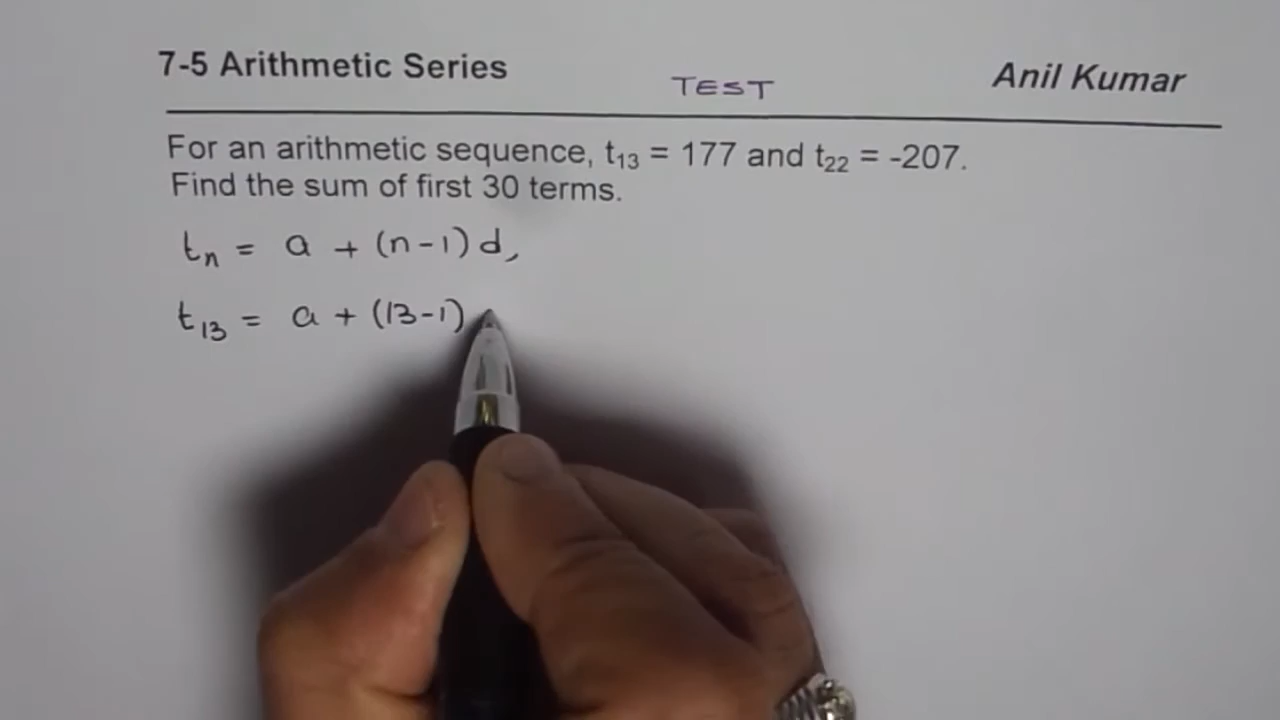 7-5 Arithmetic Series TEST Anil Kumar
For an arithmetic sequence, t₁₃ = 177 and t₂₂ = -207.
Find the sum of first 30 terms.
tₙ = a + (n-1) d,
t₁₃ = a + (13-1)